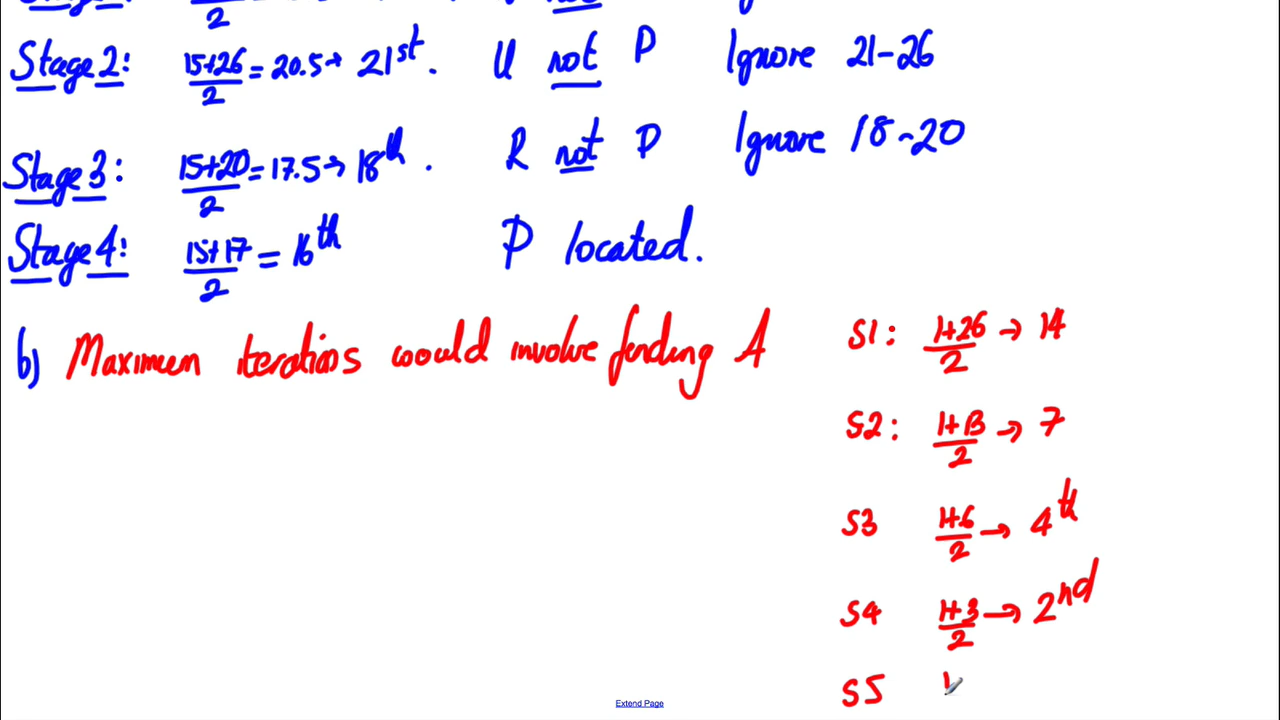 2
Stage 2: 15+26/2 = 20.5 → 21st. U not P Ignore 21-26
Stage 3: 15+20/2 = 17.5 → 18th. R not P Ignore 18-20
Stage 4: 15+17/2 = 16th P located.
b) Maximum iterations would involve finding A
S1: 1+26/2 → 14
S2: 1+13/2 → 7
S3 1+6/2 → 4th
S4 1+3/2 → 2nd
S5
Extend Page